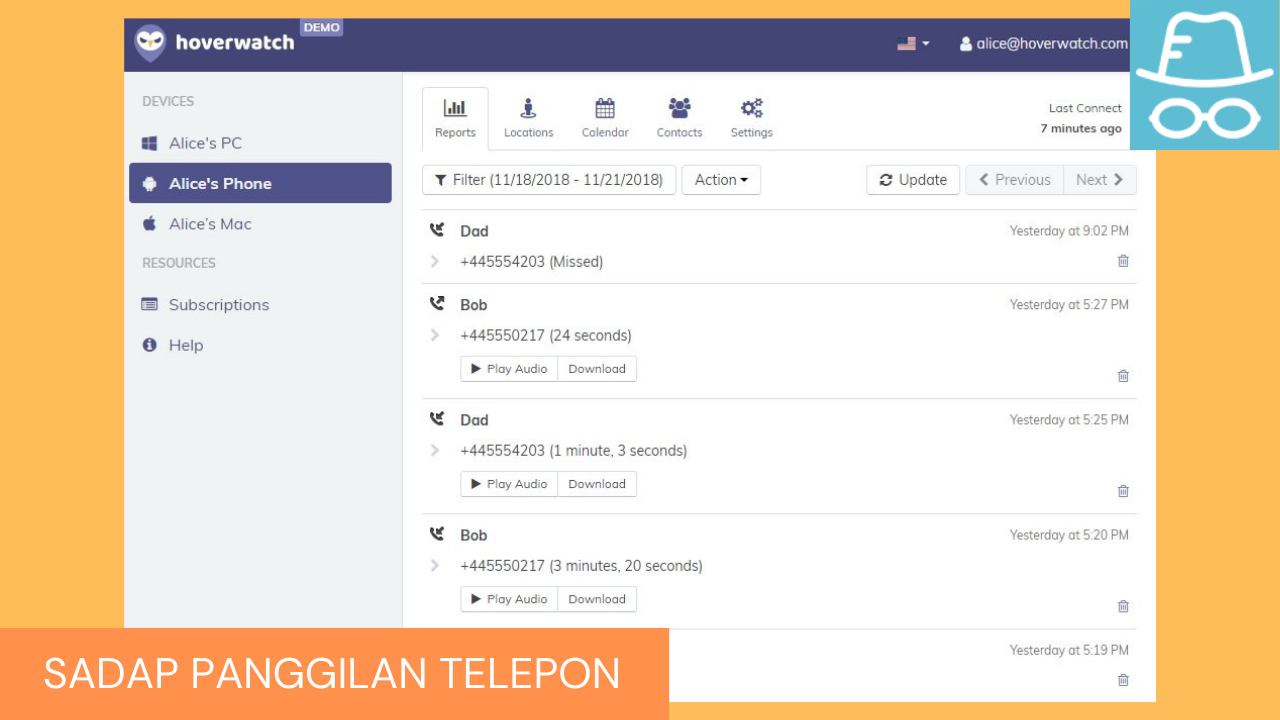 hoverwatch DEMO
alice@hoverwatch.com
DEVICES
Alice's PC
Alice's Phone
Alice’s Mac
RESOURCES
Subscriptions
Help
Reports Locations Calendar Contacts Settings
Last Connect
7 minutes ago
Filter (11/18/2018 - 11/21/2018) Action Update Previous Next
Dad Yesterday at 9:02 PM
+445554203 (Missed)
Bob Yesterday at 5:27 PM
+445550217 (24 seconds)
Play Audio Download
Dad Yesterday at 5:25 PM
+445554203 (1 minute, 3 seconds)
Play Audio Download
Bob Yesterday at 5:20 PM
+445550217 (3 minutes, 20 seconds)
Play Audio Download
Yesterday at 5:19 PM
SADAP PANGGILAN TELEPON